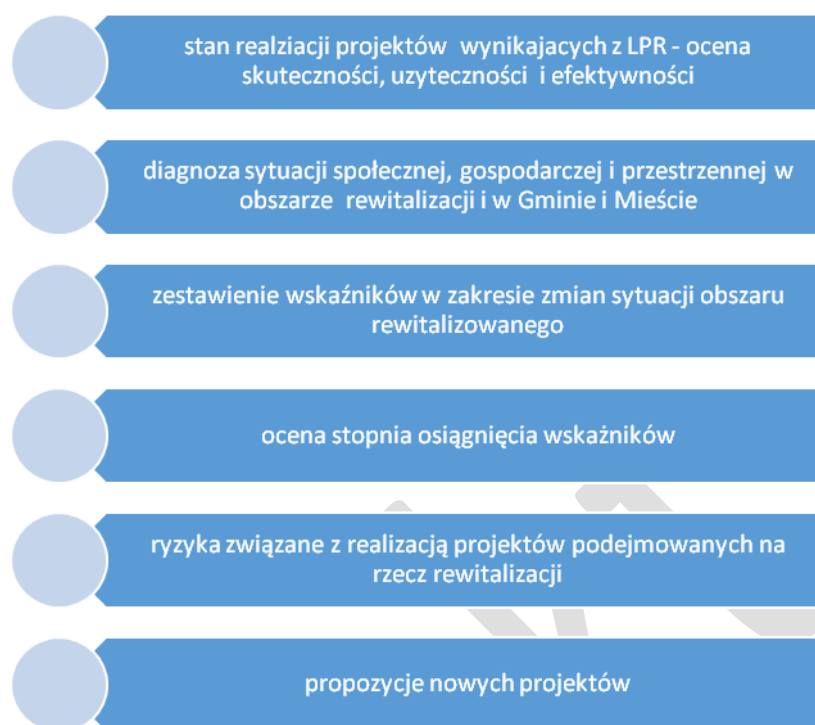 stan realziacji projektów wynikajacych z LPR - ocena
skuteczności, uzyteczności i efektywności
diagnoza sytuacji społecznej, gospodarczej i przestrzennej w
obszarze rewitalizacji i w Gminie i Mieście
zestawienie wskaźników w zakresie zmian sytuacji obszaru
rewitalizowanego
ocena stopnia osiągnięcia wskażników
ryzyka związane z realizacją projektów podejmowanych na
rzecz rewitalizacji
propozycje nowych projektów